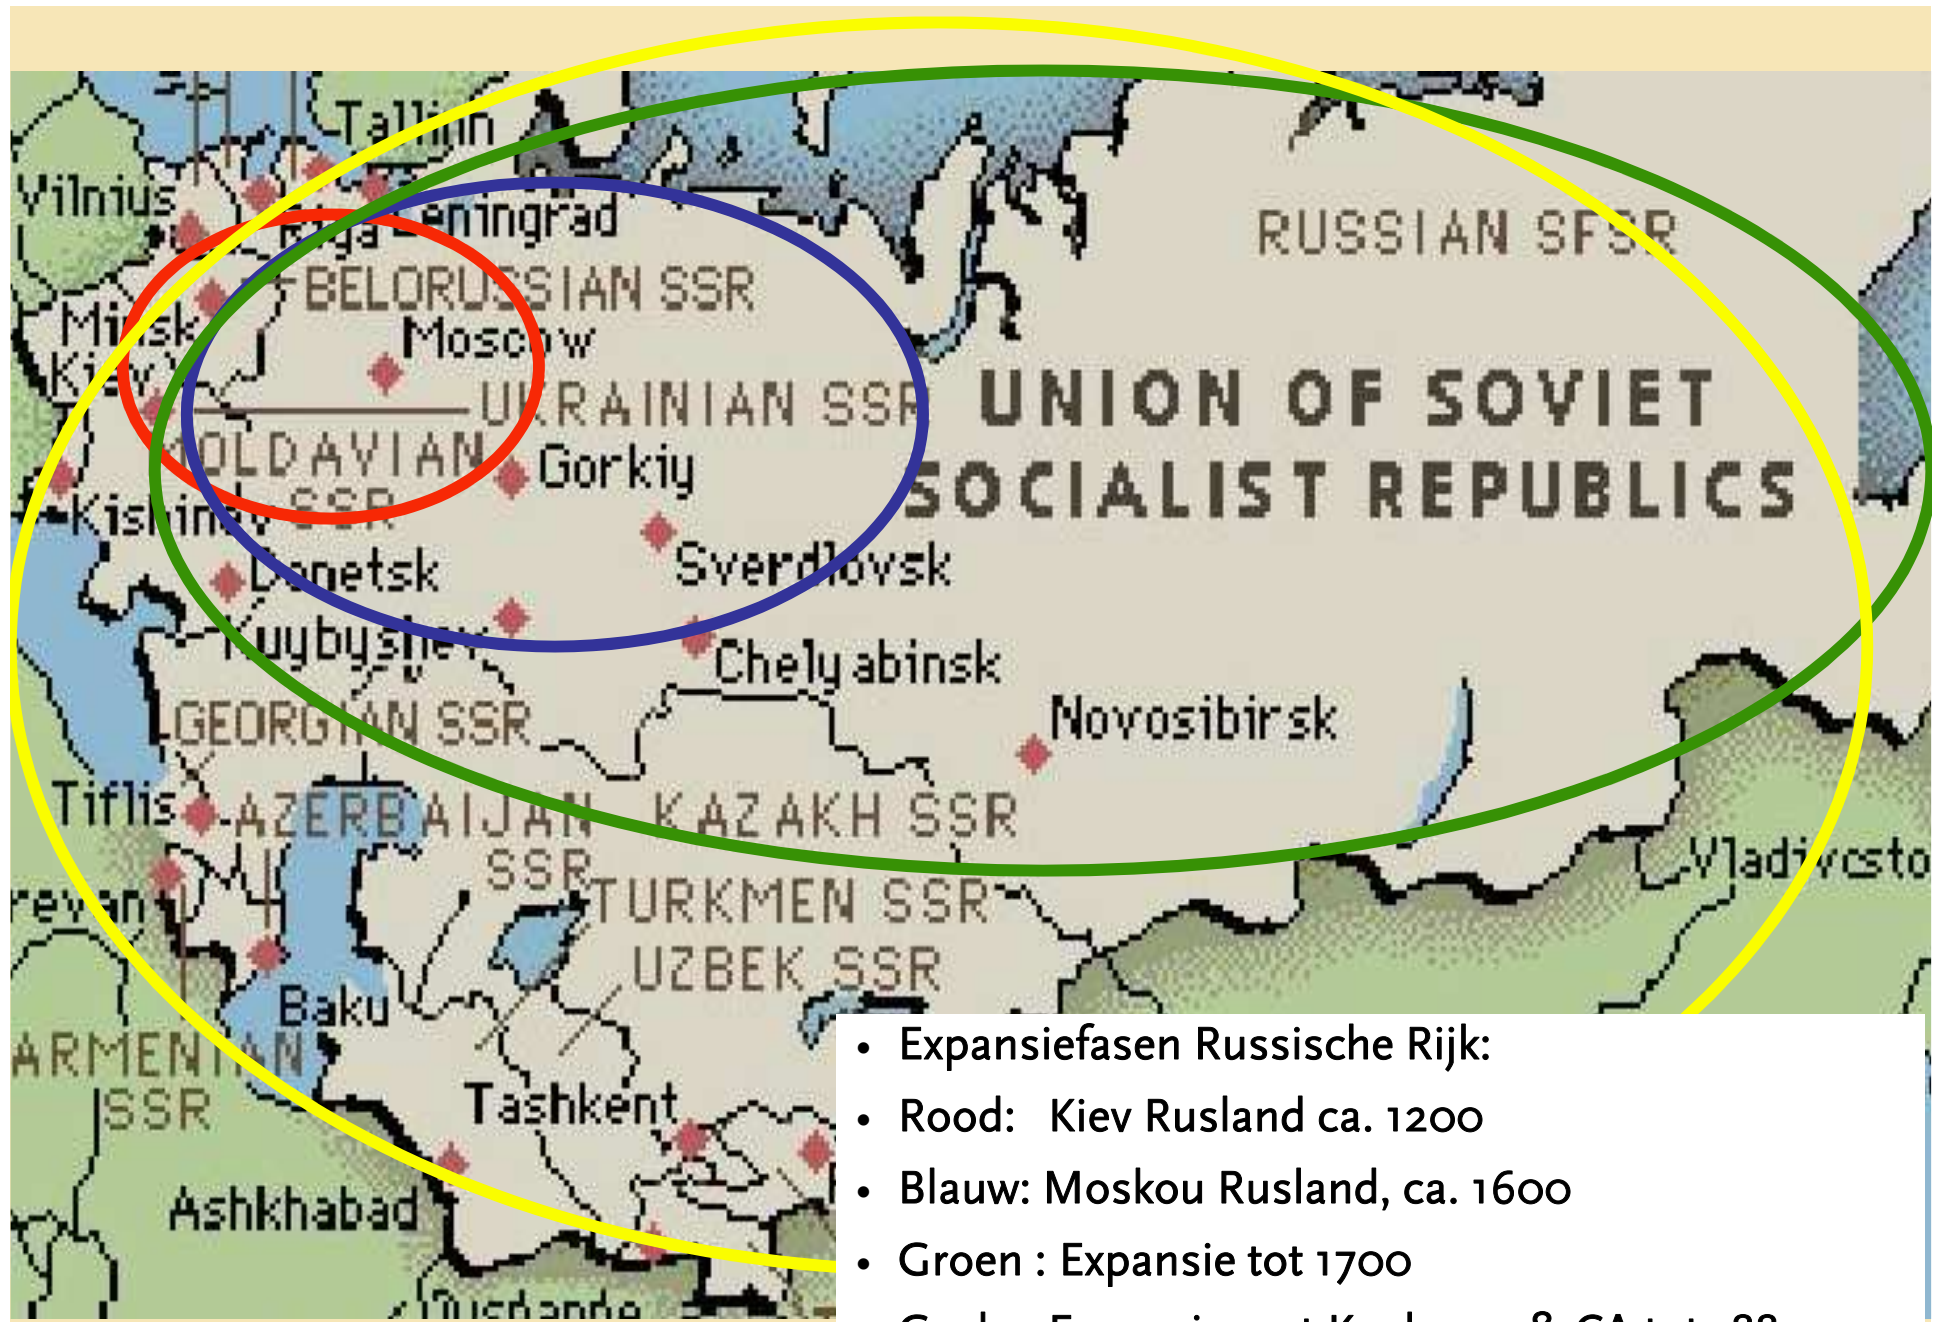 Tallinn
Vilnius
Riga
Leningrad
RUSSIAN SFSR
BELORUSSIAN SSR
Minsk
Moscow
Kiev
UKRAINIAN SSR
UNION OF SOVIET
SOCIALIST REPUBLICS
MOLDAVIAN
SSR
Gorkiy
Kishinev
Donetsk
Sverdlovsk
Kuybyshev
Chelyabinsk
GEORGIAN SSR
Novosibirsk
Tiflis
AZERBAIJAN
SSR
KAZAKH SSR
Vladivosto
revan
TURKMEN SSR
UZBEK SSR
Baku
ARMENIAN
SSR
Tashkent
Ashkhabad
• Expansiefasen Russische Rijk:
• Rood: Kiev Rusland ca. 1200
• Blauw: Moskou Rusland, ca. 1600
• Groen : Expansie tot 1700